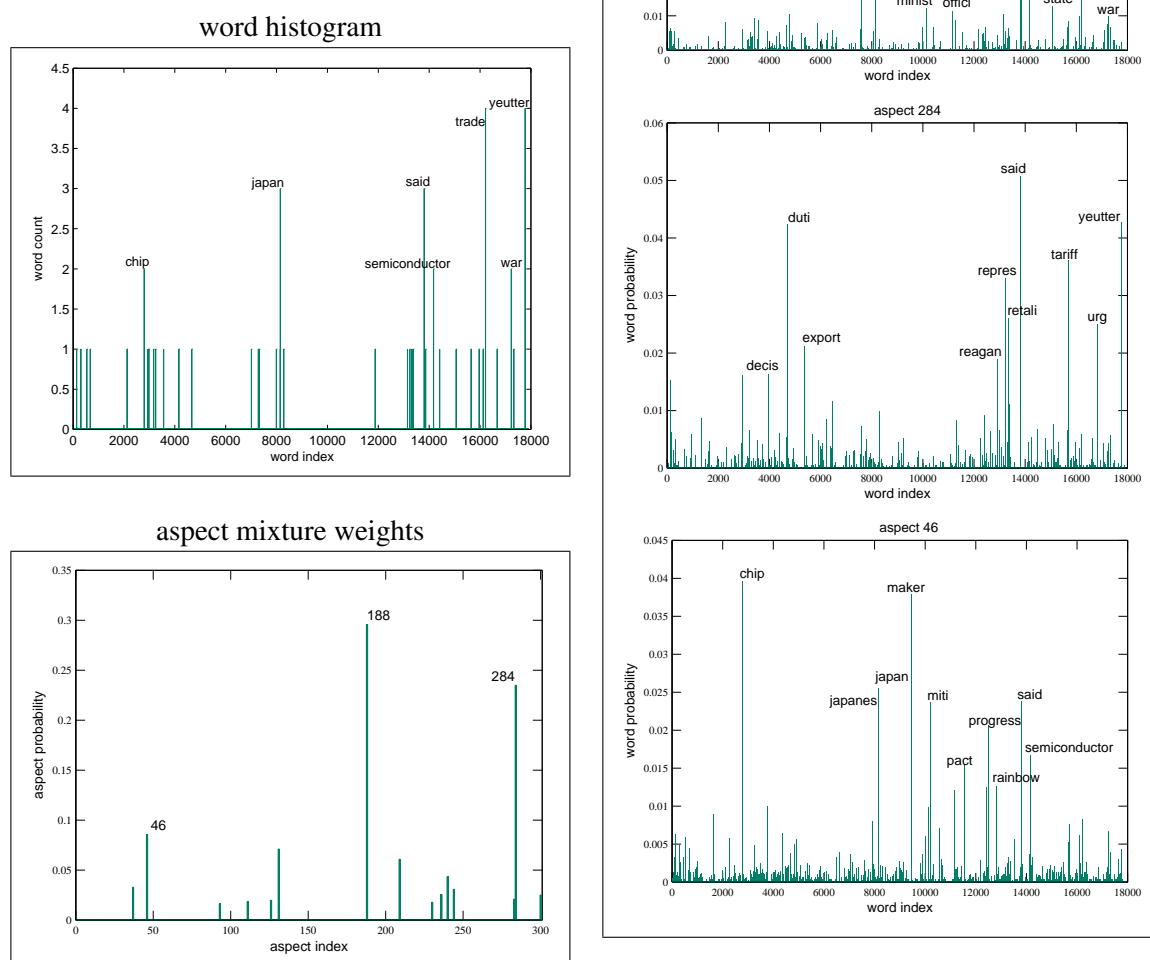 word histogram
4.5
4
3.5
3
2.5
2
1.5
1
0.5
0
word count
yeutter
trade
japan
said
chip
semiconductor
war
0 2000 4000 6000 8000 10000 12000 14000 16000 18000
word index
aspect mixture weights
0.35
0.3
0.25
0.2
0.15
0.1
0.05
0
aspect probability
188
284
46
0 50 100 150 200 250 300
aspect index
minist offici state
war
0.01
0
0 2000 4000 6000 8000 10000 12000 14000 16000 18000
word index
aspect 284
0.06
0.05
0.04
0.03
0.02
0.01
0
word probability
said
duti
yeutter
tariff
repres
retali
urg
export
reagan
decis
0 2000 4000 6000 8000 10000 12000 14000 16000 18000
word index
aspect 46
0.045
0.04
0.035
0.03
0.025
0.02
0.015
0.01
0.005
0
word probability
chip
maker
japan
japanes
miti
said
progress
semiconductor
pact
rainbow
0 2000 4000 6000 8000 10000 12000 14000 16000 18000
word index